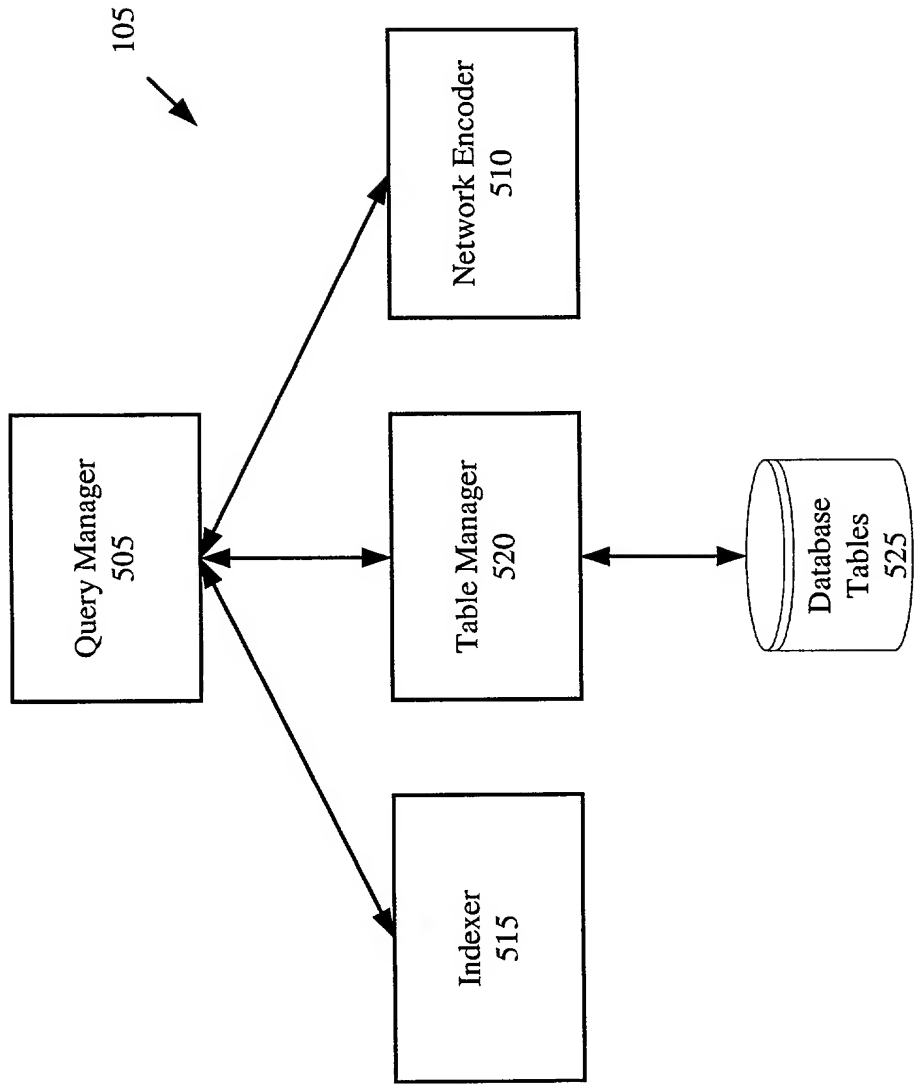 105
Query Manager
505
Network Encoder
510
Table Manager
520
Indexer
515
Database
Tables
525